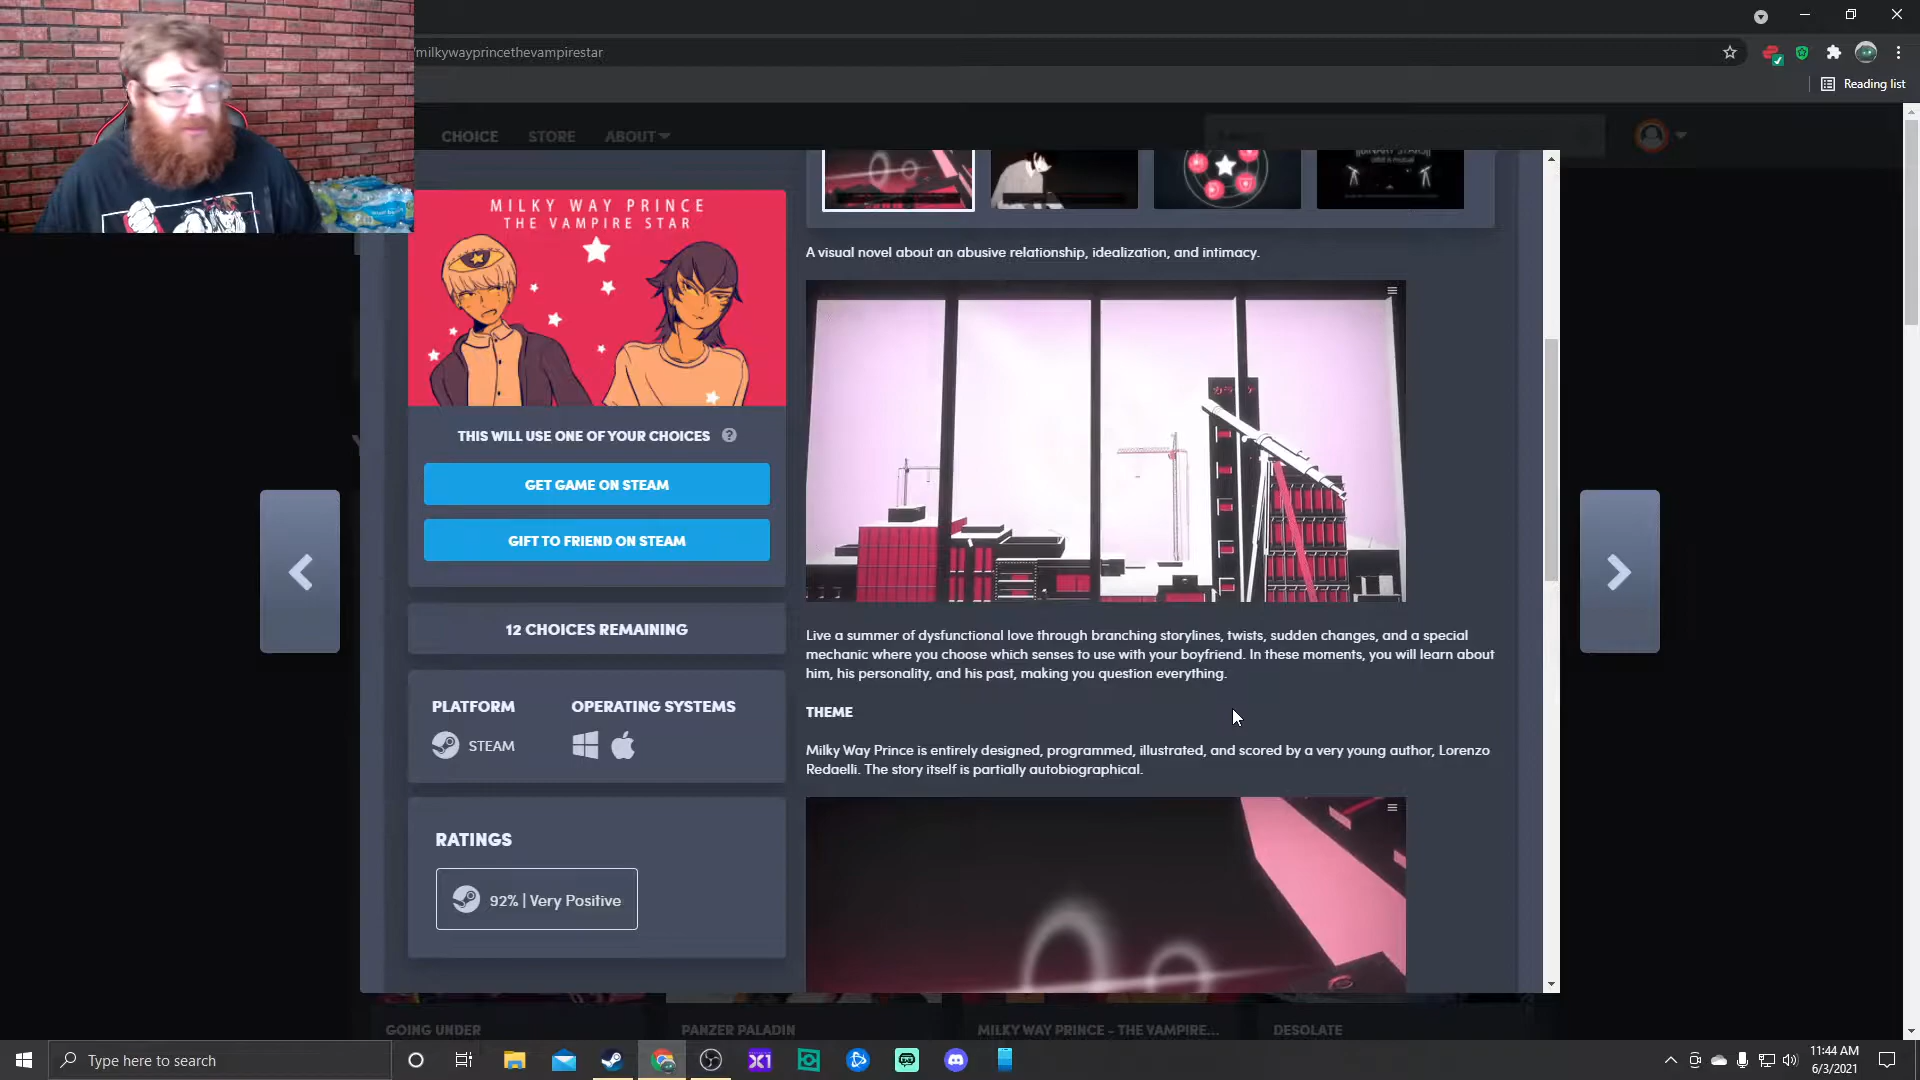 /milkywayprincethevampirestar
Reading list
CHOICE
STORE
ABOUT
MILKY WAY PRINCE
THE VAMPIRE STAR
THIS WILL USE ONE OF YOUR CHOICES ?
GET GAME ON STEAM
GIFT TO FRIEND ON STEAM
12 CHOICES REMAINING
PLATFORM
OPERATING SYSTEMS
STEAM
RATINGS
92% | Very Positive
A visual novel about an abusive relationship, idealization, and intimacy.
Live a summer of dysfunctional love through branching storylines, twists, sudden changes, and a special
mechanic where you choose which senses to use with your boyfriend. In these moments, you will learn about
him, his personality, and his past, making you question everything.
THEME
Milky Way Prince is entirely designed, programmed, illustrated, and scored by a very young author, Lorenzo
Redaelli. The story itself is partially autobiographical.
GOING UNDER
PANZER PALADIN
MILKY WAY PRINCE – THE VAMPIRE...
DESOLATE
Type here to search
X1
11:44 AM
6/3/2021